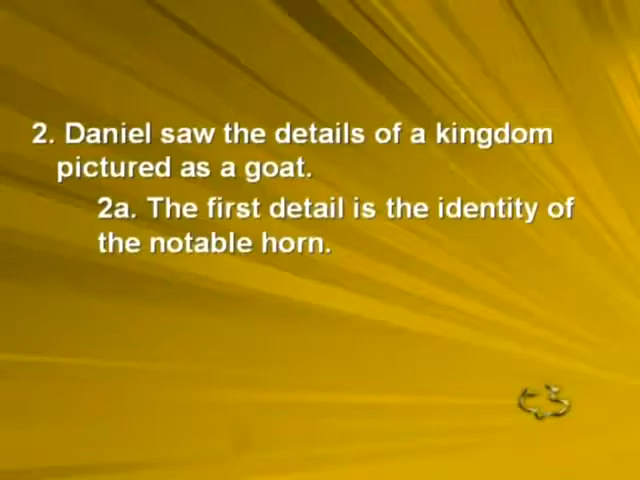 2. Daniel saw the details of a kingdom
pictured as a goat.
2a. The first detail is the identity of
the notable horn.